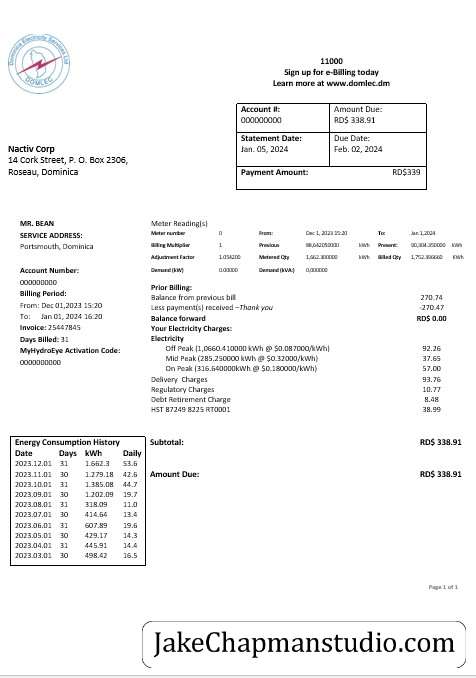 Dominica Electricity Services Ltd
DOMLEC
11000
Sign up for e-Billing today
Learn more at www.domlec.dm
Account #: Amount Due:
000000000 RD$ 338.91
Statement Date: Due Date:
Jan. 05, 2024 Feb. 02, 2024
Payment Amount: RD$339
Nactiv Corp
14 Cork Street, P. O. Box 2306,
Roseau, Dominica
MR. BEAN
SERVICE ADDRESS:
Portsmouth, Dominica
Account Number:
000000000
Billing Period:
From: Dec 01,2023 15:20
To: Jan 01, 2024 16:20
Invoice: 25447845
Days Billed: 31
MyHydroEye Activation Code:
00000000000
Meter Reading(s)
Meter number 0 From: Dec 1,2023 15:20 To: Jan 1,2024
Billing Multiplier 1 Previous 88,642050000 kWh Present: 90,304.350000 kWh
Adjustment Factor 1.054200 Metered Qty 1,662.300000 kWh Billed Qty 1,752.396660 kWh
Demand (kW) 0.00000 Demand (kVA) 0,000000
Prior Billing:
Balance from previous bill 270.74
Less payment(s) received –Thank you -270.47
Balance forward RD$ 0.00
Your Electricity Charges:
Electricity
Off Peak (1,0660.410000 kWh @ $0.087000/kWh) 92.26
Mid Peak (285.250000 kWh @ $0.32000/kWh) 37.65
On Peak (316.640000kWh @ $0.180000/kWh) 57.00
Delivery Charges 93.76
Regulatory Charges 10.77
Debt Retirement Charge 8.48
HST 87249 8225 RT0001 38.99
Energy Consumption History
Date Days kWh Daily
2023.12.01 31 1.662.3 53.6
2023.11.01 30 1.279.18 42.6
2023.10.01 31 1.385.08 44.7
2023.09.01 30 1.202.09 19.7
2023.08.01 31 318.09 11.0
2023.07.01 30 414.64 13.4
2023.06.01 31 607.89 19.6
2023.05.01 30 429.17 14.3
2023.04.01 31 445.91 14.4
2023.03.01 30 498.42 16.5
Subtotal: RD$ 338.91
Amount Due: RD$ 338.91
Page 1 of 1
JakeChapmanstudio.com